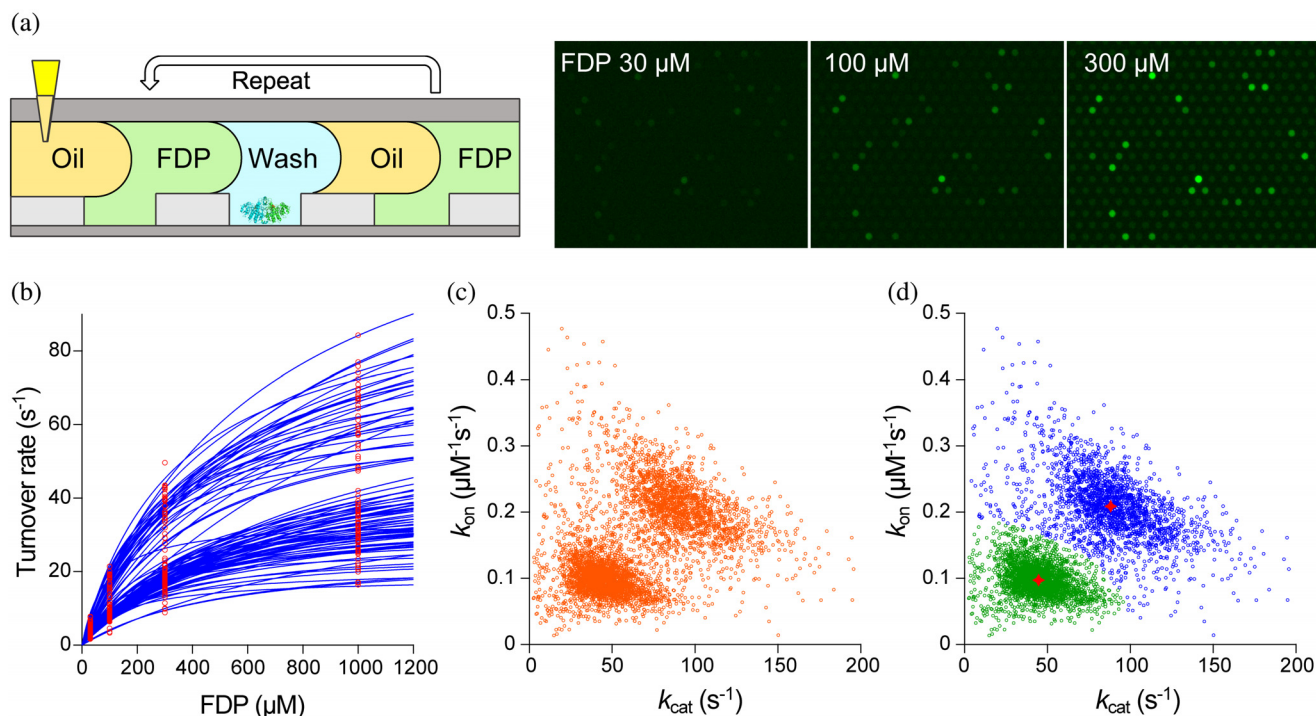 (a)
Repeat
Oil FDP Wash Oil FDP
FDP 30 μM 100 μM 300 μM
(b)
Turnover rate (s⁻¹)
80
60
40
20
0
0 200 400 600 800 1000 1200
FDP (μM)
(c)
kon (μM⁻¹s⁻¹)
0.5
0.4
0.3
0.2
0.1
0
0 50 100 150 200
kcat (s⁻¹)
(d)
kon (μM⁻¹s⁻¹)
0.5
0.4
0.3
0.2
0.1
0
0 50 100 150 200
kcat (s⁻¹)